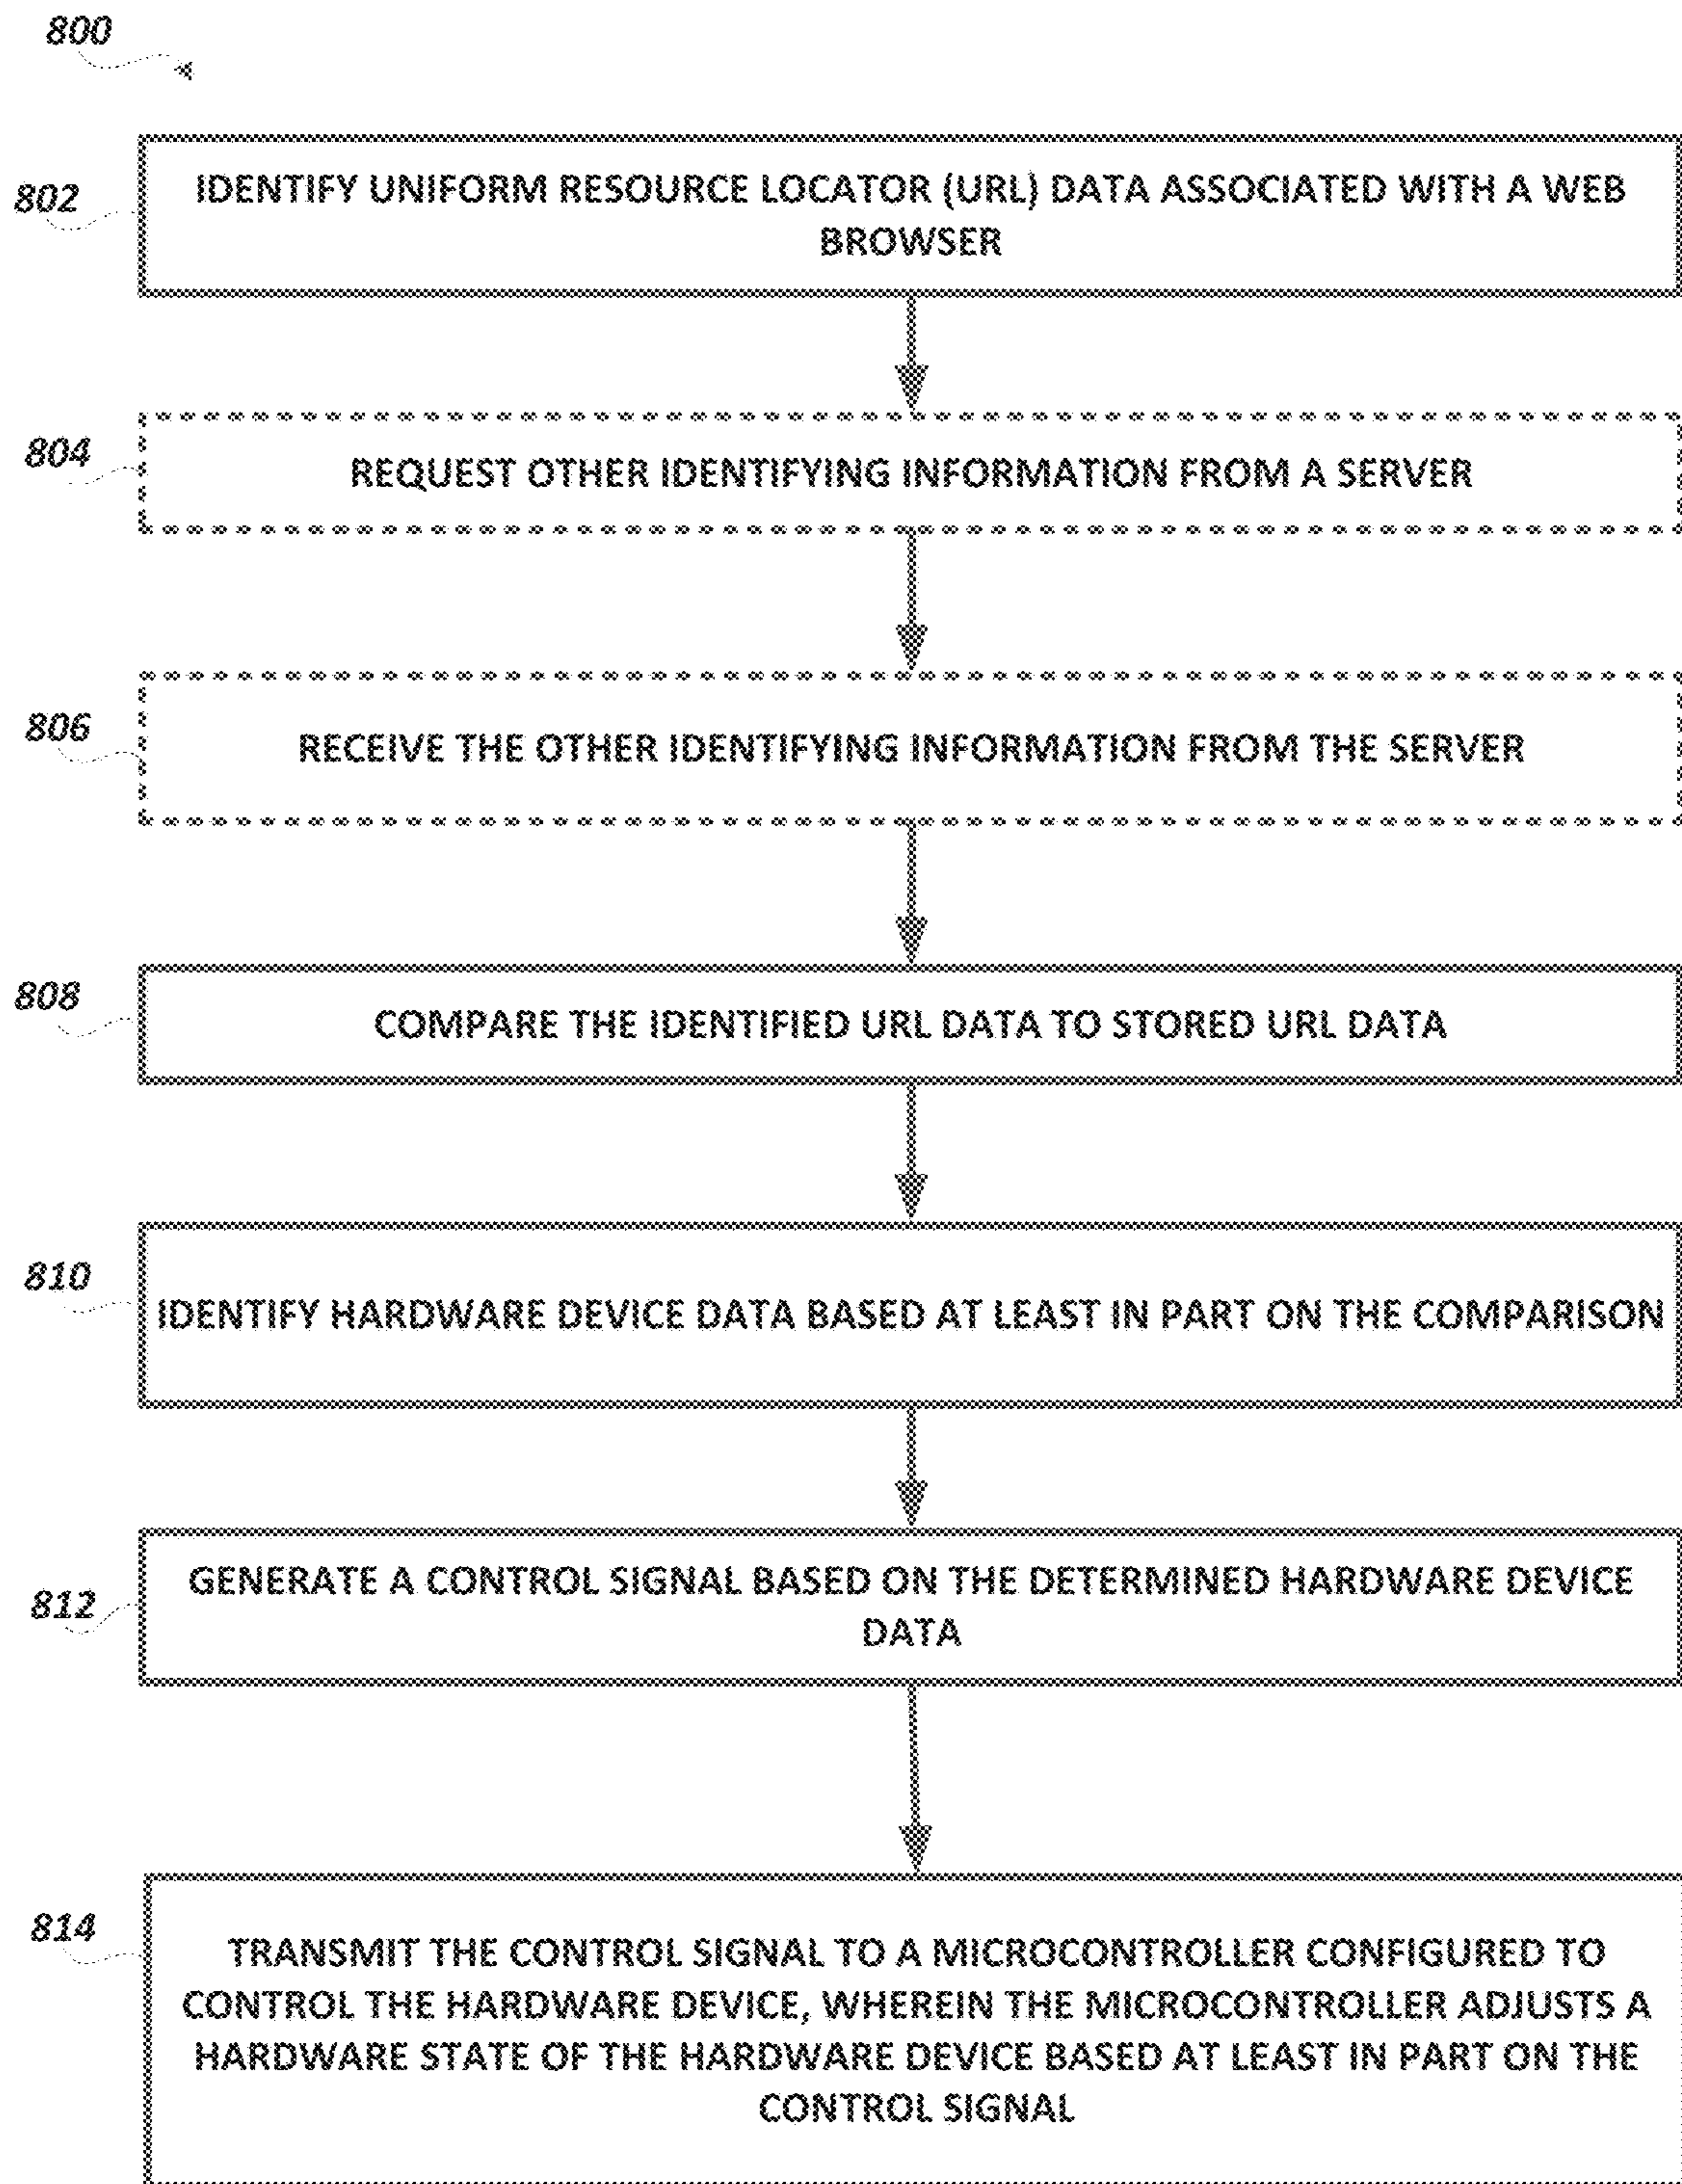 800
802
IDENTIFY UNIFORM RESOURCE LOCATOR (URL) DATA ASSOCIATED WITH A WEB
BROWSER
804
REQUEST OTHER IDENTIFYING INFORMATION FROM A SERVER
806
RECEIVE THE OTHER IDENTIFYING INFORMATION FROM THE SERVER
808
COMPARE THE IDENTIFIED URL DATA TO STORED URL DATA
810
IDENTIFY HARDWARE DEVICE DATA BASED AT LEAST IN PART ON THE COMPARISON
812
GENERATE A CONTROL SIGNAL BASED ON THE DETERMINED HARDWARE DEVICE
DATA
814
TRANSMIT THE CONTROL SIGNAL TO A MICROCONTROLLER CONFIGURED TO
CONTROL THE HARDWARE DEVICE, WHEREIN THE MICROCONTROLLER ADJUSTS A
HARDWARE STATE OF THE HARDWARE DEVICE BASED AT LEAST IN PART ON THE
CONTROL SIGNAL